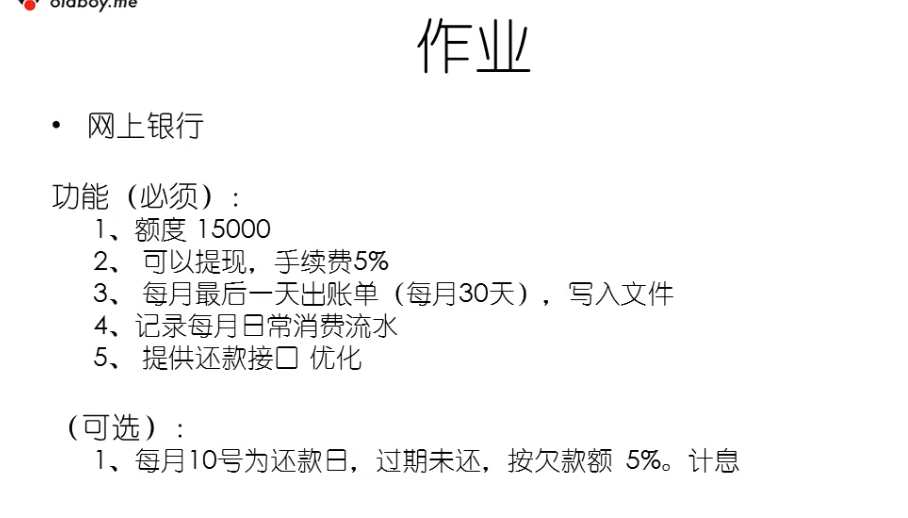 oldboy.me
作业
• 网上银行
功能（必须）:
1、额度 15000
2、 可以提现，手续费5%
3、 每月最后一天出账单（每月30天），写入文件
4、记录每月日常消费流水
5、 提供还款接口 优化
（可选）:
1、每月10号为还款日，过期未还，按欠款额 5%。计息